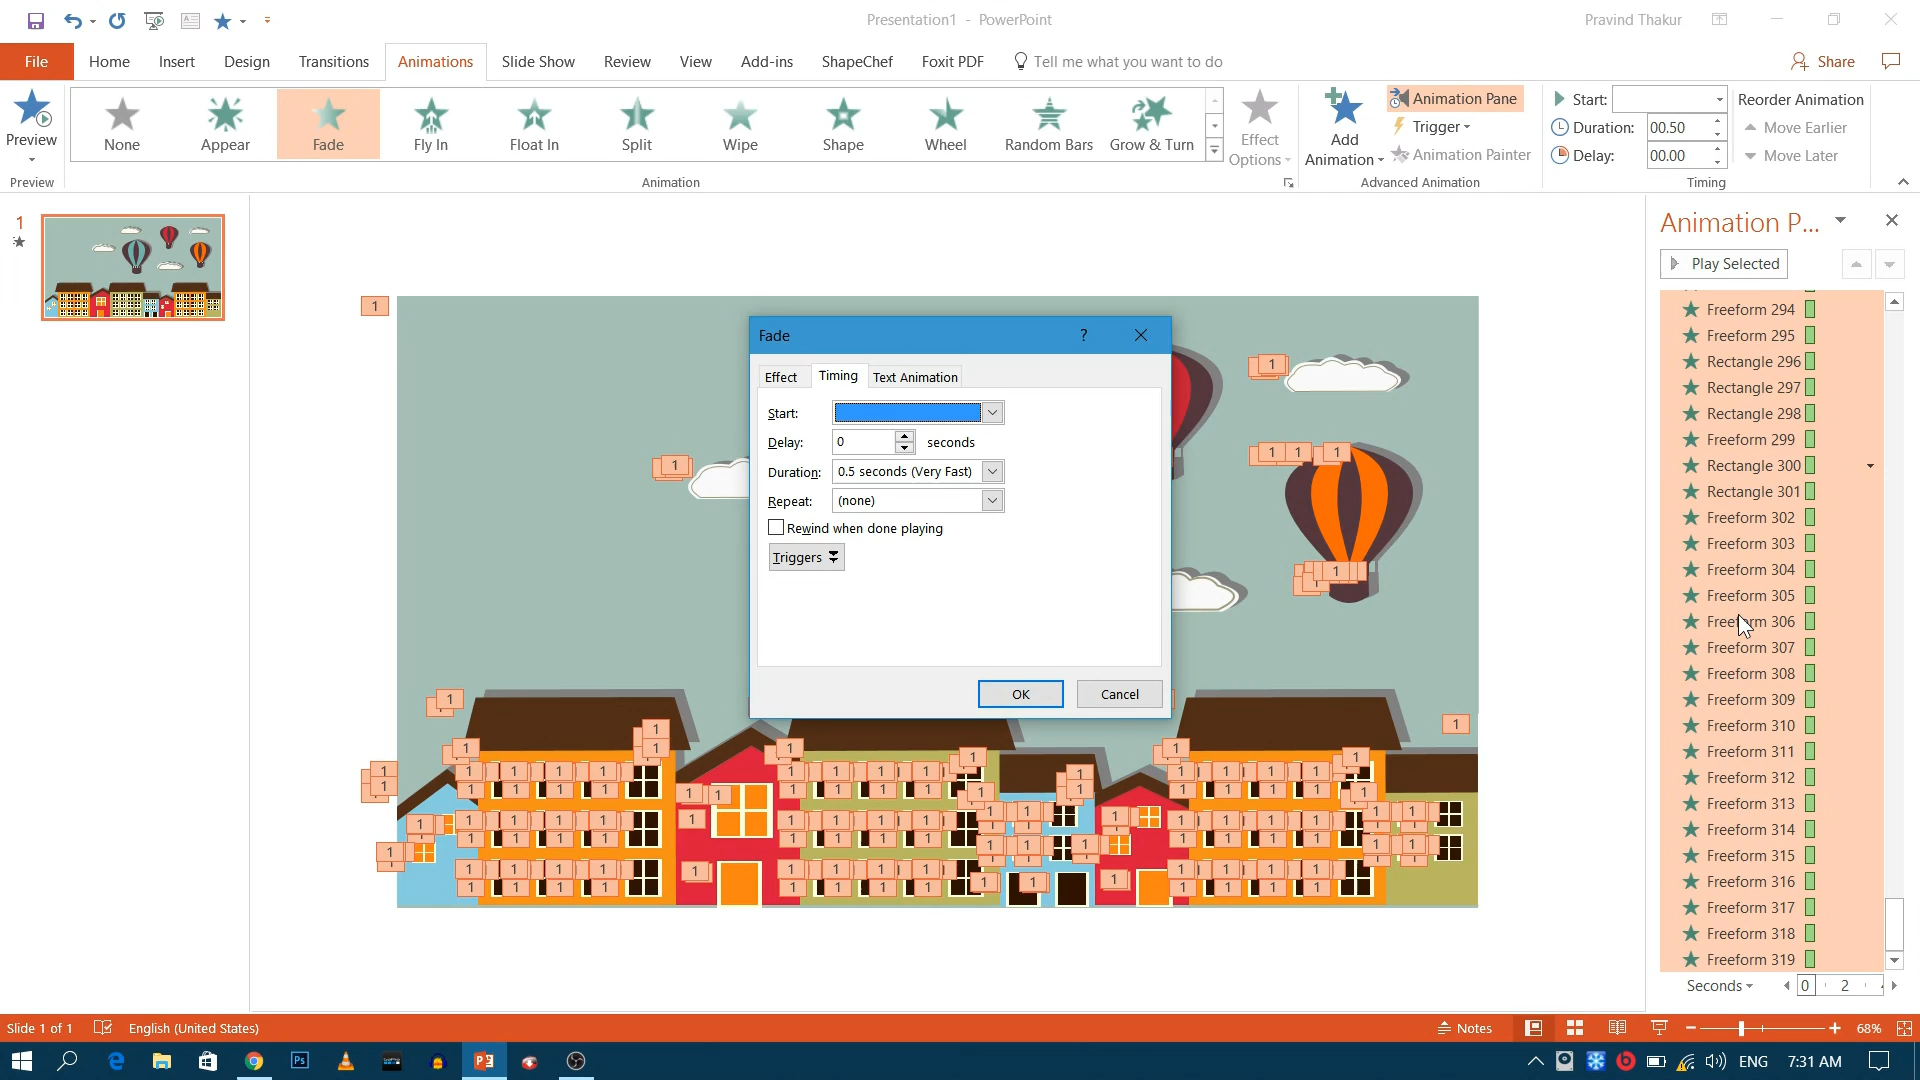 Presentation1 - PowerPoint
Pravind Thakur
File Home Insert Design Transitions Animations Slide Show Review View Add-ins ShapeChef Foxit PDF Tell me what you want to do Share
Preview
None Appear Fade Fly In Float In Split Wipe Shape Wheel Random Bars Grow & Turn
Effect Options
Add Animation
Animation Pane
Trigger
Animation Painter
Start:
Duration: 00.50
Delay: 00.00
Reorder Animation
Move Earlier
Move Later
Preview Animation Advanced Animation Timing
1
Animation P...
Play Selected
Freeform 294
Freeform 295
Rectangle 296
Rectangle 297
Rectangle 298
Freeform 299
Rectangle 300
Rectangle 301
Freeform 302
Freeform 303
Freeform 304
Freeform 305
Freeform 306
Freeform 307
Freeform 308
Freeform 309
Freeform 310
Freeform 311
Freeform 312
Freeform 313
Freeform 314
Freeform 315
Freeform 316
Freeform 317
Freeform 318
Freeform 319
Seconds 0 2
Fade ?
Effect Timing Text Animation
Start:
Delay: 0 seconds
Duration: 0.5 seconds (Very Fast)
Repeat: (none)
Rewind when done playing
Triggers
OK Cancel
Slide 1 of 1 English (United States) Notes 68%
ENG 7:31 AM